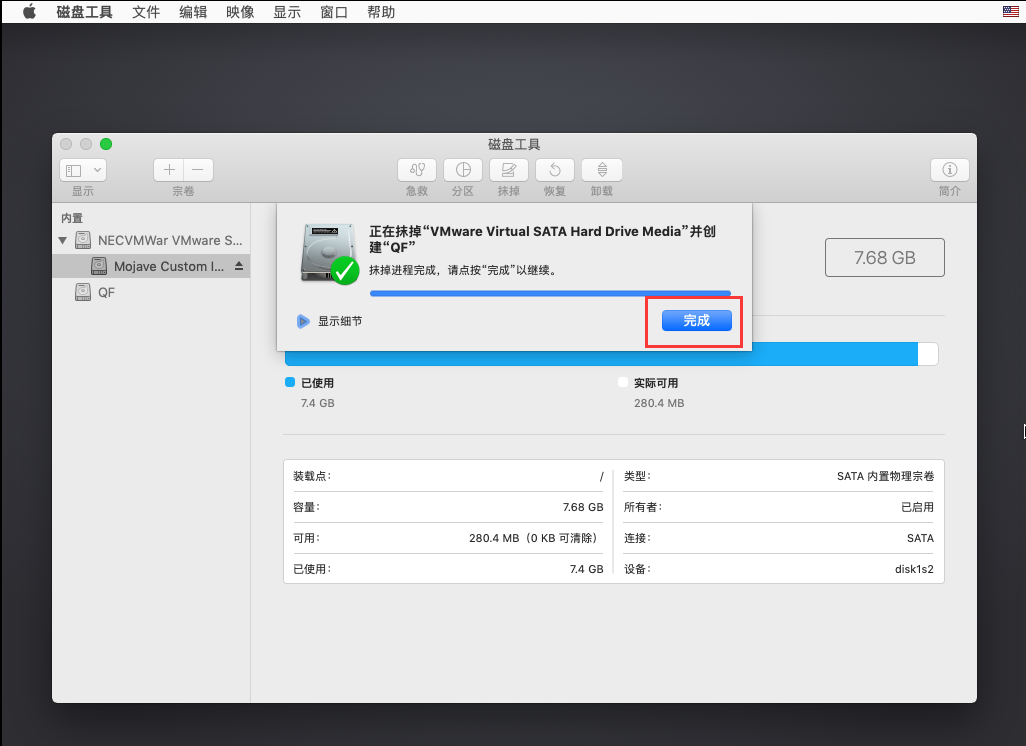 磁盘工具 文件 编辑 映像 显示 窗口 帮助
磁盘工具
显示 宗卷 急救 分区 抹掉 恢复 卸载 简介
内置
NECVMWar VMware S...
Mojave Custom I...
QF
正在抹掉“VMware Virtual SATA Hard Drive Media”并创
建“QF”
抹掉进程完成，请点按“完成”以继续。
显示细节
完成
7.68 GB
已使用
7.4 GB
实际可用
280.4 MB
装载点： /
类型： SATA 内置物理宗卷
容量： 7.68 GB
所有者： 已启用
可用： 280.4 MB（0 KB 可清除）
连接： SATA
已使用： 7.4 GB
设备： disk1s2